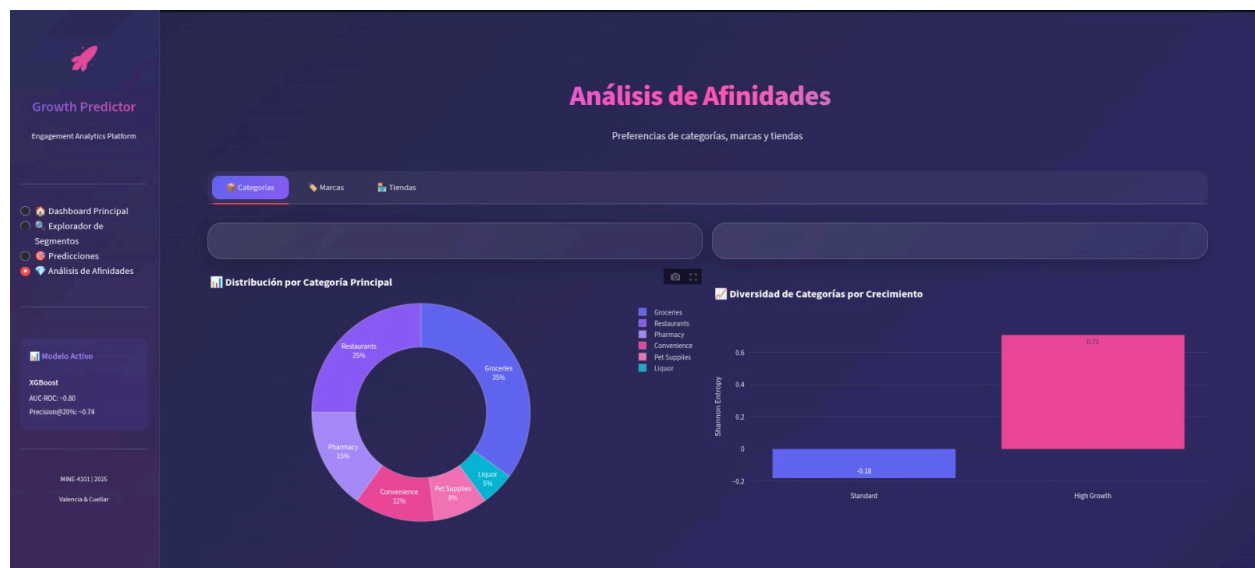 Growth Predictor
Engagement Analytics Platform
Dashboard Principal
Explorador de
Segmentos
Predicciones
Análisis de Afinidades
Modelo Activo
XGBoost
AUC-ROC: ~0.80
Precision@20%: ~0.74
MINE-4101 | 2025
Valencia & Cuellar
Análisis de Afinidades
Preferencias de categorías, marcas y tiendas
Categorías
Marcas
Tiendas
Distribución por Categoría Principal
Groceries
35%
Restaurants
25%
Pharmacy
15%
Convenience
12%
Pet Supplies
8%
Liquor
5%
Groceries
Restaurants
Pharmacy
Convenience
Pet Supplies
Liquor
Diversidad de Categorías por Crecimiento
Shannon Entropy
0.6
0.4
0.2
0
−0.2
-0.18
0.71
Standard
High Growth